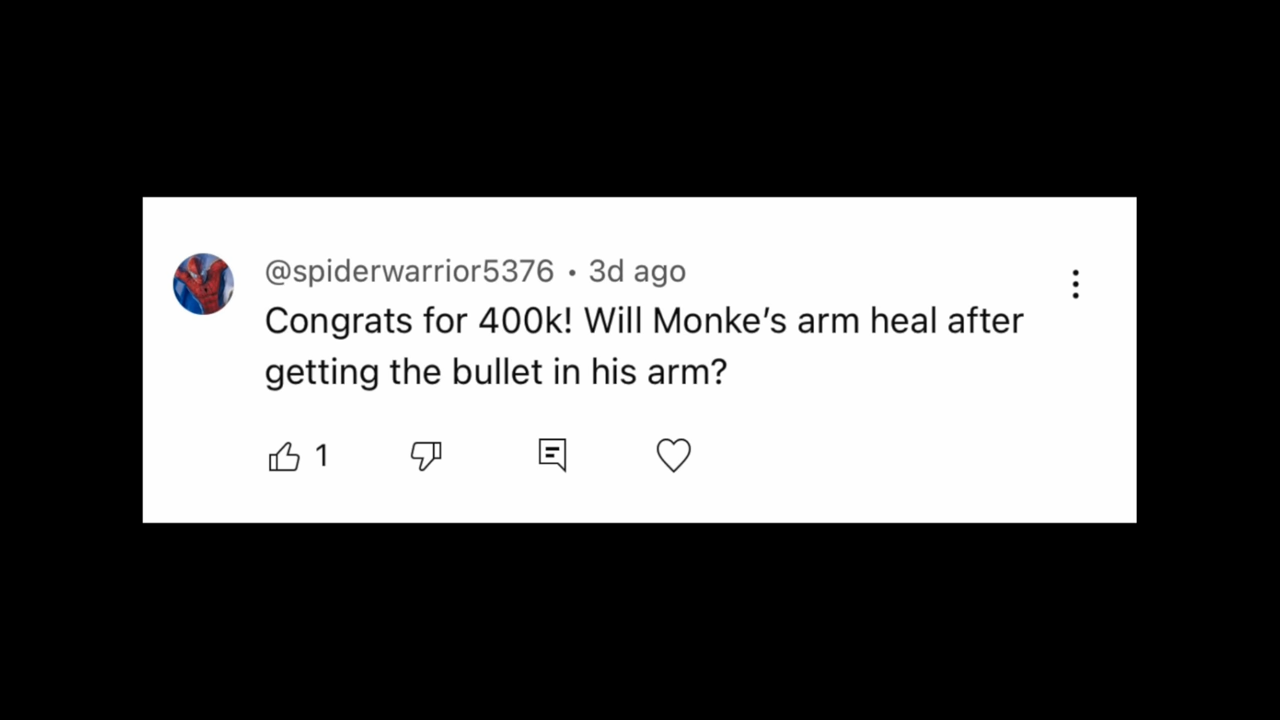 @spiderwarrior5376 • 3d ago
Congrats for 400k! Will Monke’s arm heal after
getting the bullet in his arm?
1